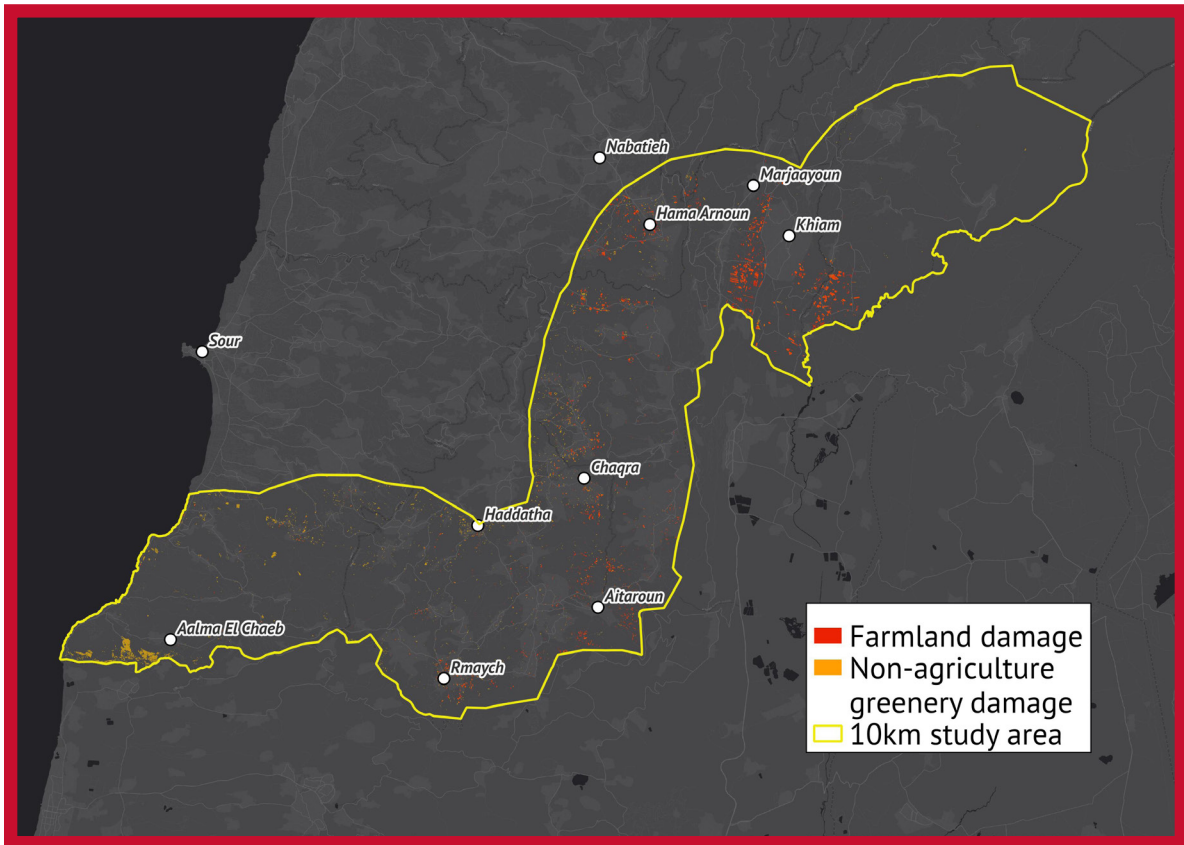 Nabatieh
Marjaayoun
Hama Arnoun
Khiam
Sour
Chaqra
Haddatha
Aitaroun
Aalma El Chaeb
Rmaych
Farmland damage
Non-agriculture
greenery damage
10km study area